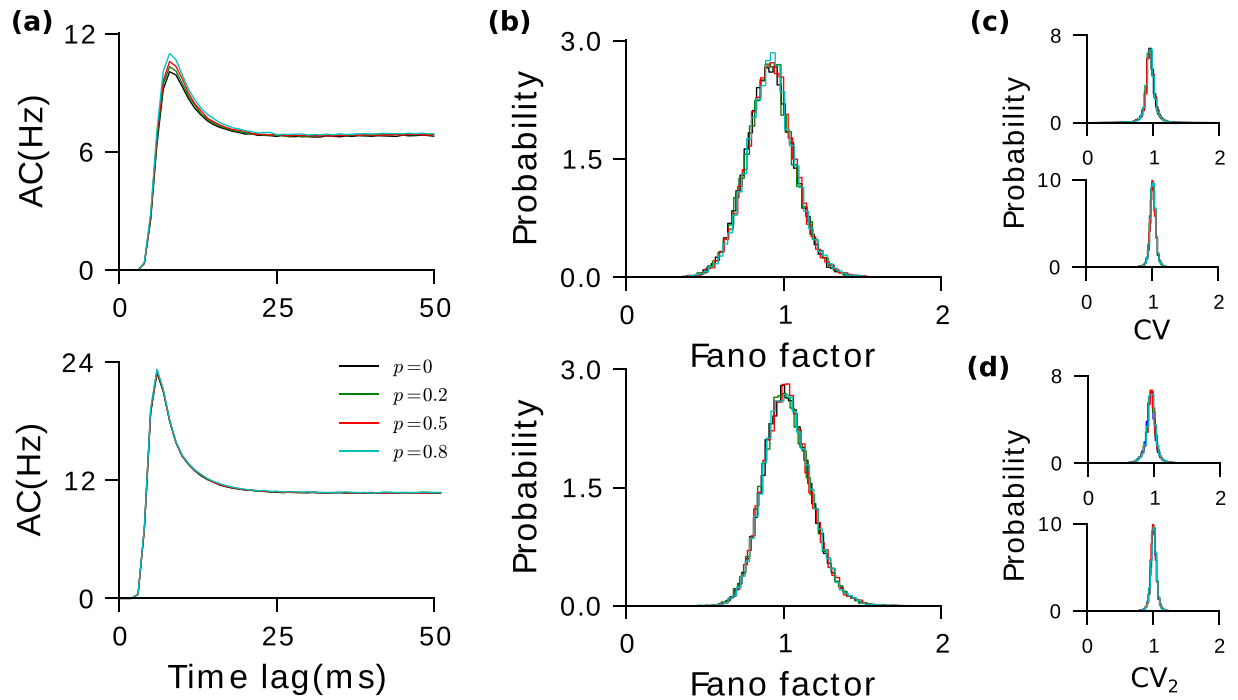 (a)
12
6
0
AC(Hz)
0 25 50
24
12
0
AC(Hz)
p=0
p=0.2
p=0.5
p=0.8
0 25 50
Time lag(ms)
(b)
3.0
1.5
0.0
Probability
0 1 2
Fano factor
3.0
1.5
0.0
Probability
0 1 2
Fano factor
(c)
8
0
0 1 2
Probability
10
0
0 1 2
CV
(d)
8
0
0 1 2
Probability
10
0
0 1 2
CV₂